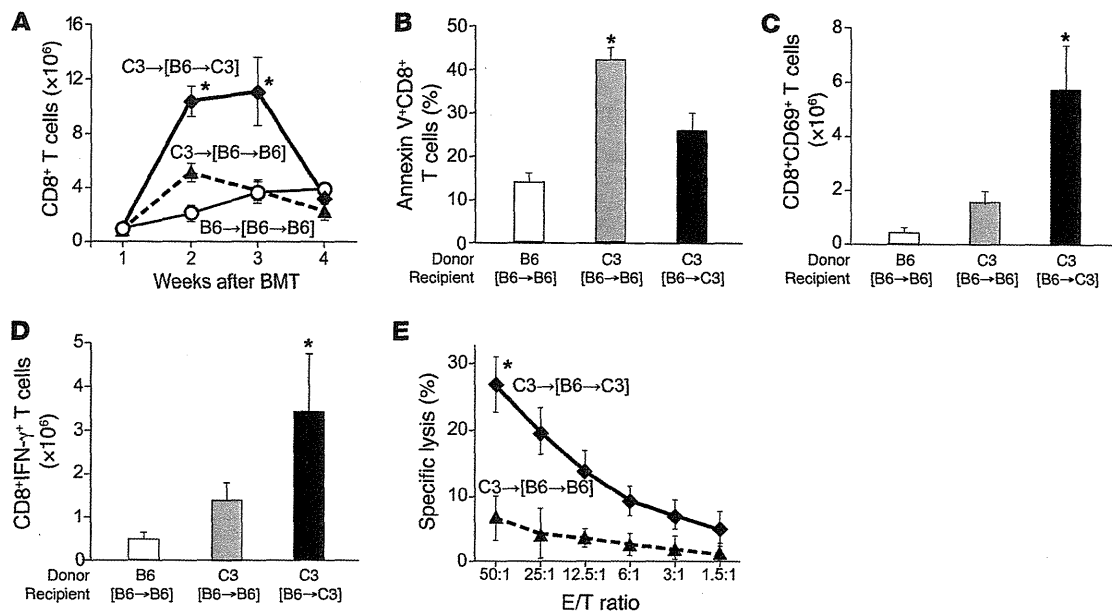 A
CD8⁺ T cells (×10⁶)
16
12
8
4
0
C3→[B6→C3]
*
*
C3→[B6→B6]
B6→[B6→B6]
1 2 3 4
Weeks after BMT
B
Annexin V⁺CD8⁺
T cells (%)
50
40
30
20
10
0
*
Donor B6 C3 C3
Recipient [B6→B6] [B6→B6] [B6→C3]
C
CD8⁺CD69⁺ T cells
(×10⁶)
8
6
4
2
0
*
Donor B6 C3 C3
Recipient [B6→B6] [B6→B6] [B6→C3]
D
CD8⁺IFN-γ⁺ T cells
(×10⁶)
5
4
3
2
1
0
*
Donor B6 C3 C3
Recipient [B6→B6] [B6→B6] [B6→C3]
E
Specific lysis (%)
30
20
10
0
*
C3→[B6→C3]
C3→[B6→B6]
50:1 25:1 12.5:1 6:1 3:1 1.5:1
E/T ratio